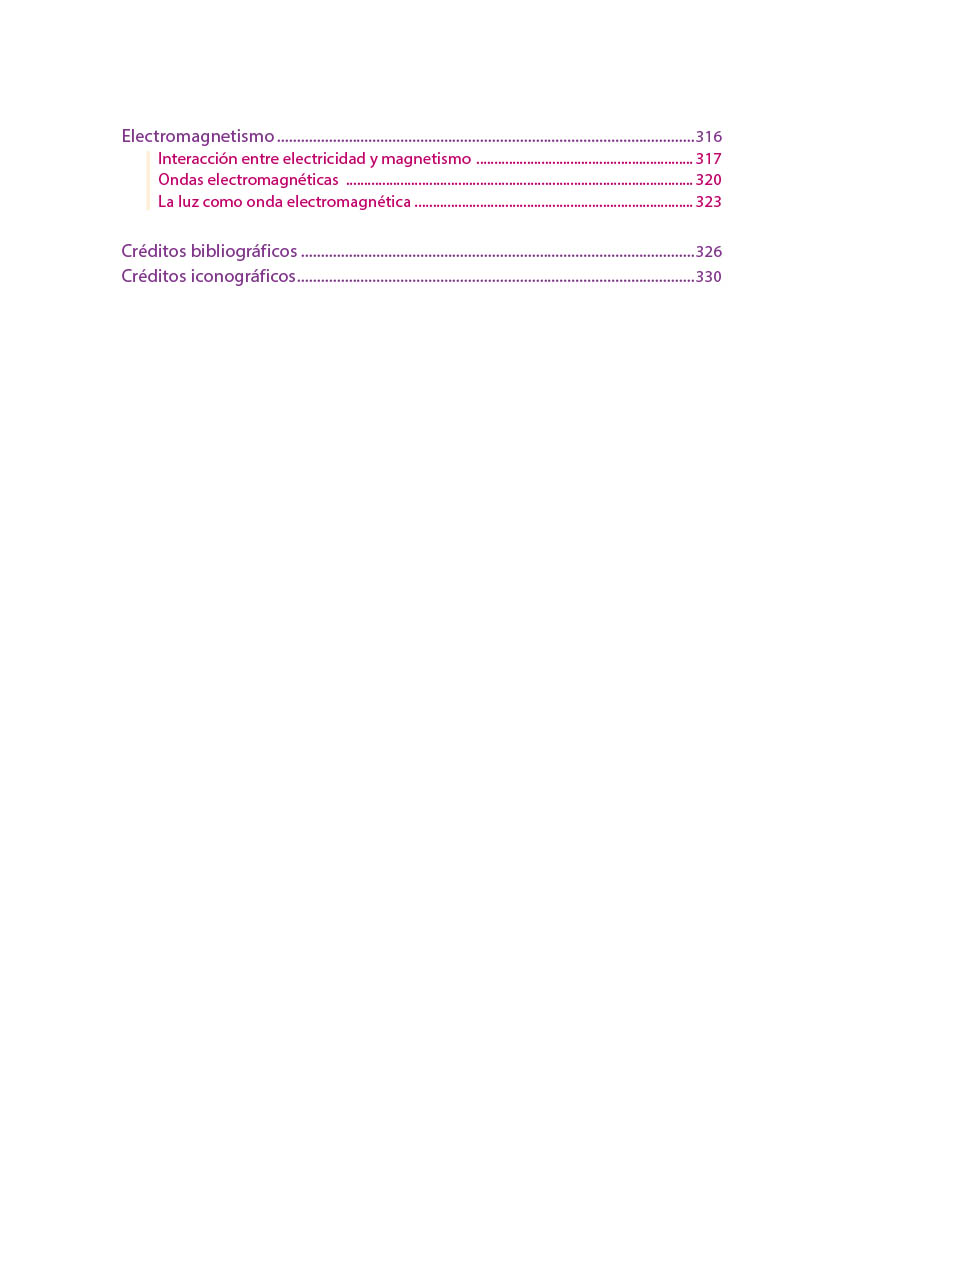 Electromagnetismo ........................................................................................................ 316
Interacción entre electricidad y magnetismo ............................................................ 317
Ondas electromagnéticas ................................................................................................ 320
La luz como onda electromagnética ............................................................................. 323
Créditos bibliográficos .................................................................................................. 326
Créditos iconográficos................................................................................................... 330